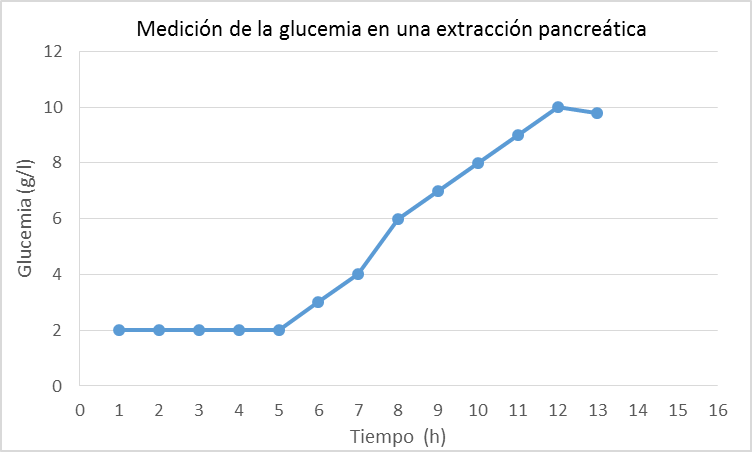 Medición de la glucemia en una extracción pancreática
12
10
8
6
4
2
0
Glucemia (g/l)
0 1 2 3 4 5 6 7 8 9 10 11 12 13 14 15 16
Tiempo (h)